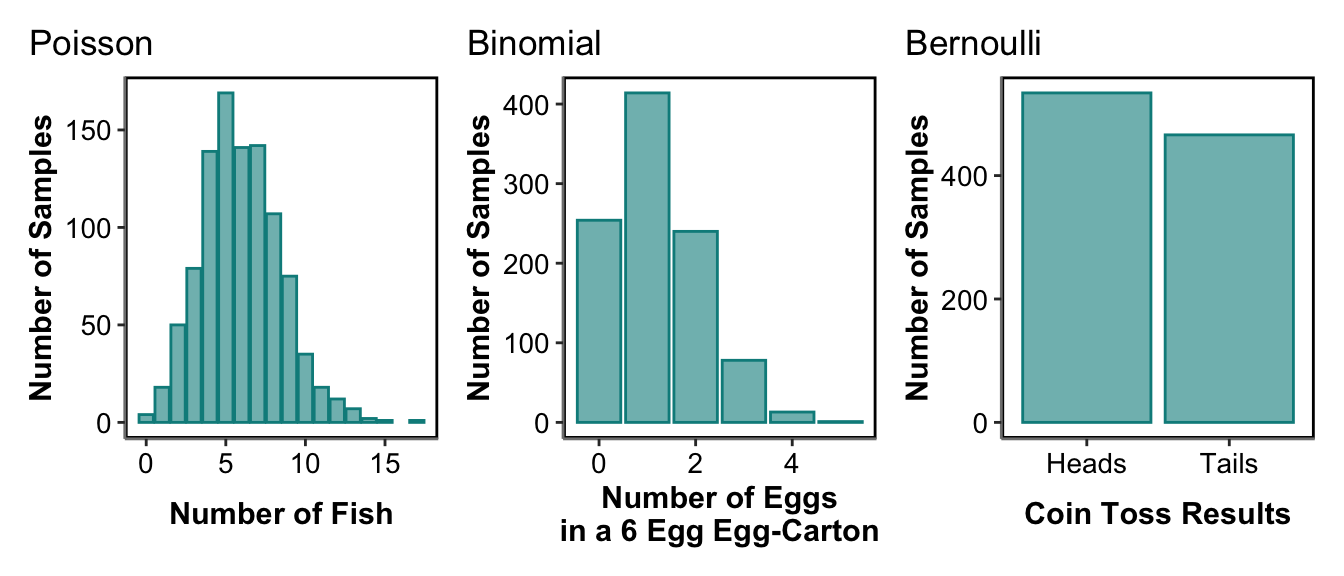 Poisson
Number of Samples
150
100
50
0
0 5 10 15
Number of Fish
Binomial
Number of Samples
400
300
200
100
0
0 2 4
Number of Eggs
in a 6 Egg Egg-Carton
Bernoulli
Number of Samples
400
200
0
Heads Tails
Coin Toss Results